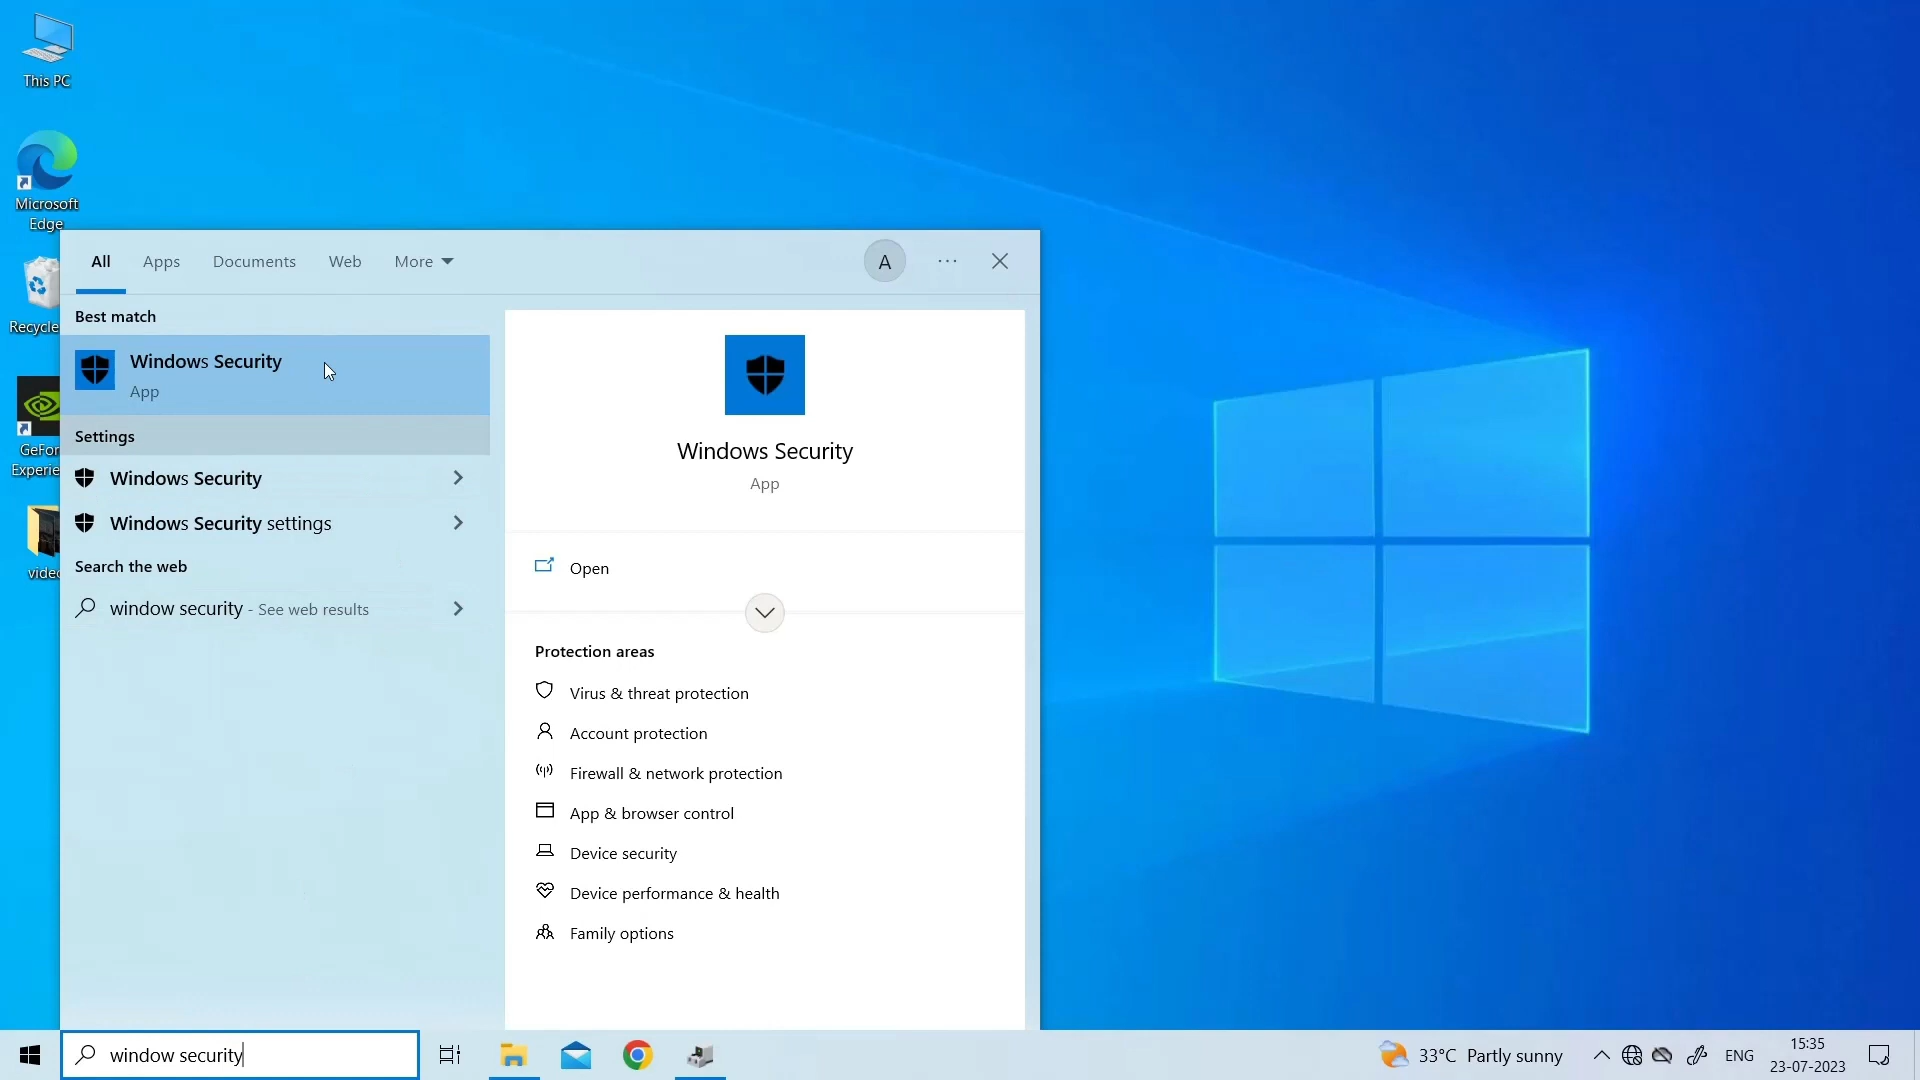 This PC
Microsoft
Edge
Recycle
GeFor
Experie
All Apps Documents Web More
A
Best match
Windows Security
App
Settings
Windows Security
Windows Security settings
Search the web
window security - See web results
Windows Security
App
Open
Protection areas
Virus & threat protection
Account protection
Firewall & network protection
App & browser control
Device security
Device performance & health
Family options
window security
33°C Partly sunny
ENG
15:35
23-07-2023